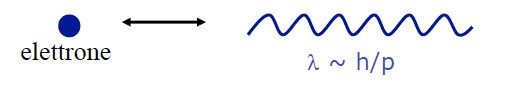 elettrone
λ ~ h/p